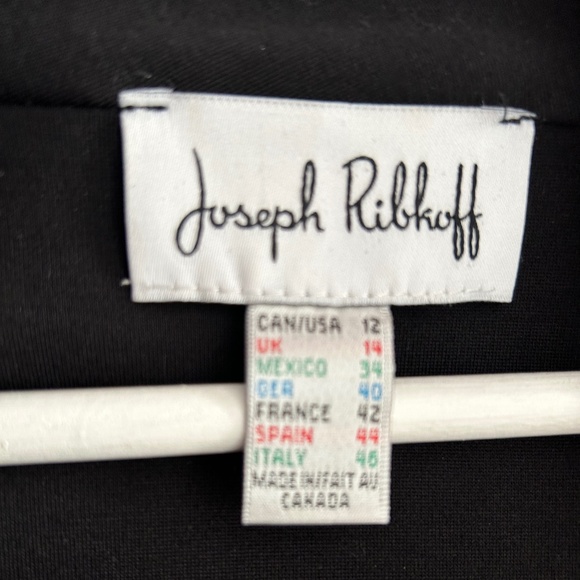 Joseph Ribkoff
CAN/USA 12
UK 14
MEXICO 34
GER 40
FRANCE 42
SPAIN 44
ITALY 46
MADE IN/FAIT AU
CANADA